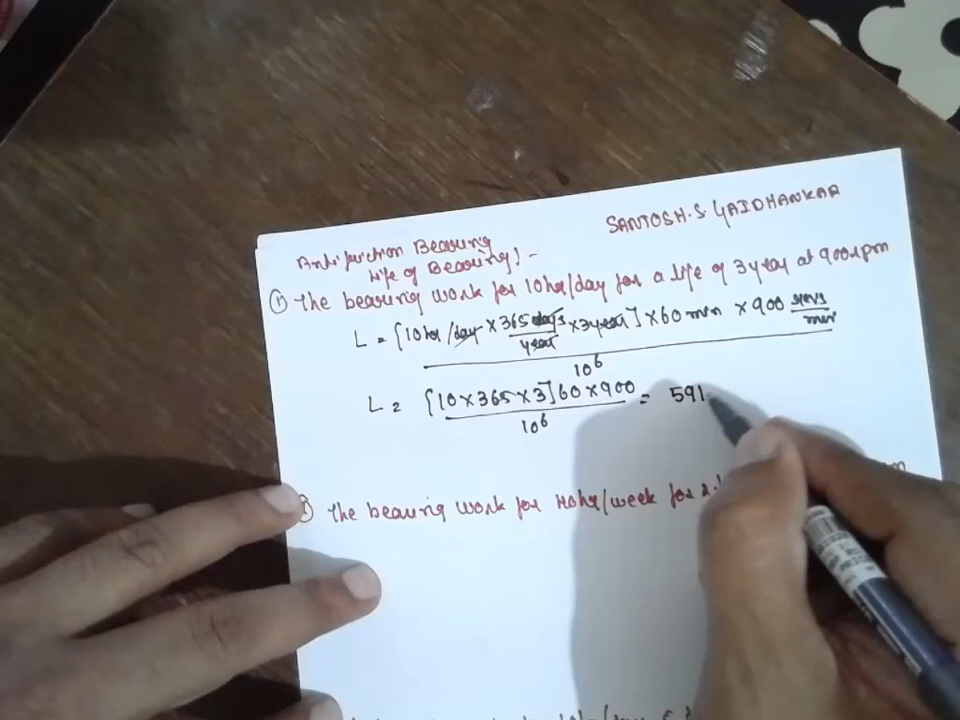 SANTOSH.S GAIDHANKAR
Antifriction Bearing
Life of Bearing:-
① The bearing work for 10hr/day for a life of 3year at 900rpm
L = [10hr/day × 365 days/year × 3year] × 60 min × 900 revs/min
10⁶
L = [10×365×3]60×900 = 591
10⁶
The bearing work for 40hr/week for 2.